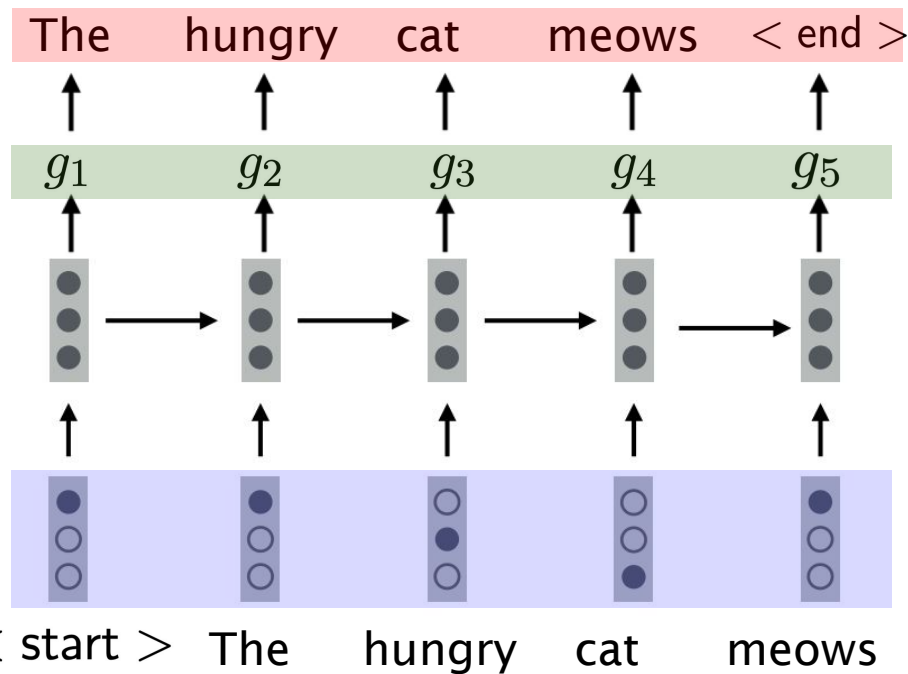 The hungry cat meows < end >
g1 g2 g3 g4 g5
< start > The hungry cat meows